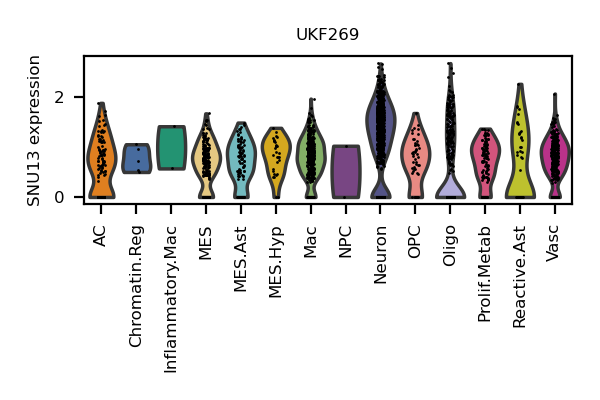 UKF269
SNU13 expression
2
0
AC
Chromatin.Reg
Inflammatory.Mac
MES
MES.Ast
MES.Hyp
Mac
NPC
Neuron
OPC
Oligo
Prolif.Metab
Reactive.Ast
Vasc